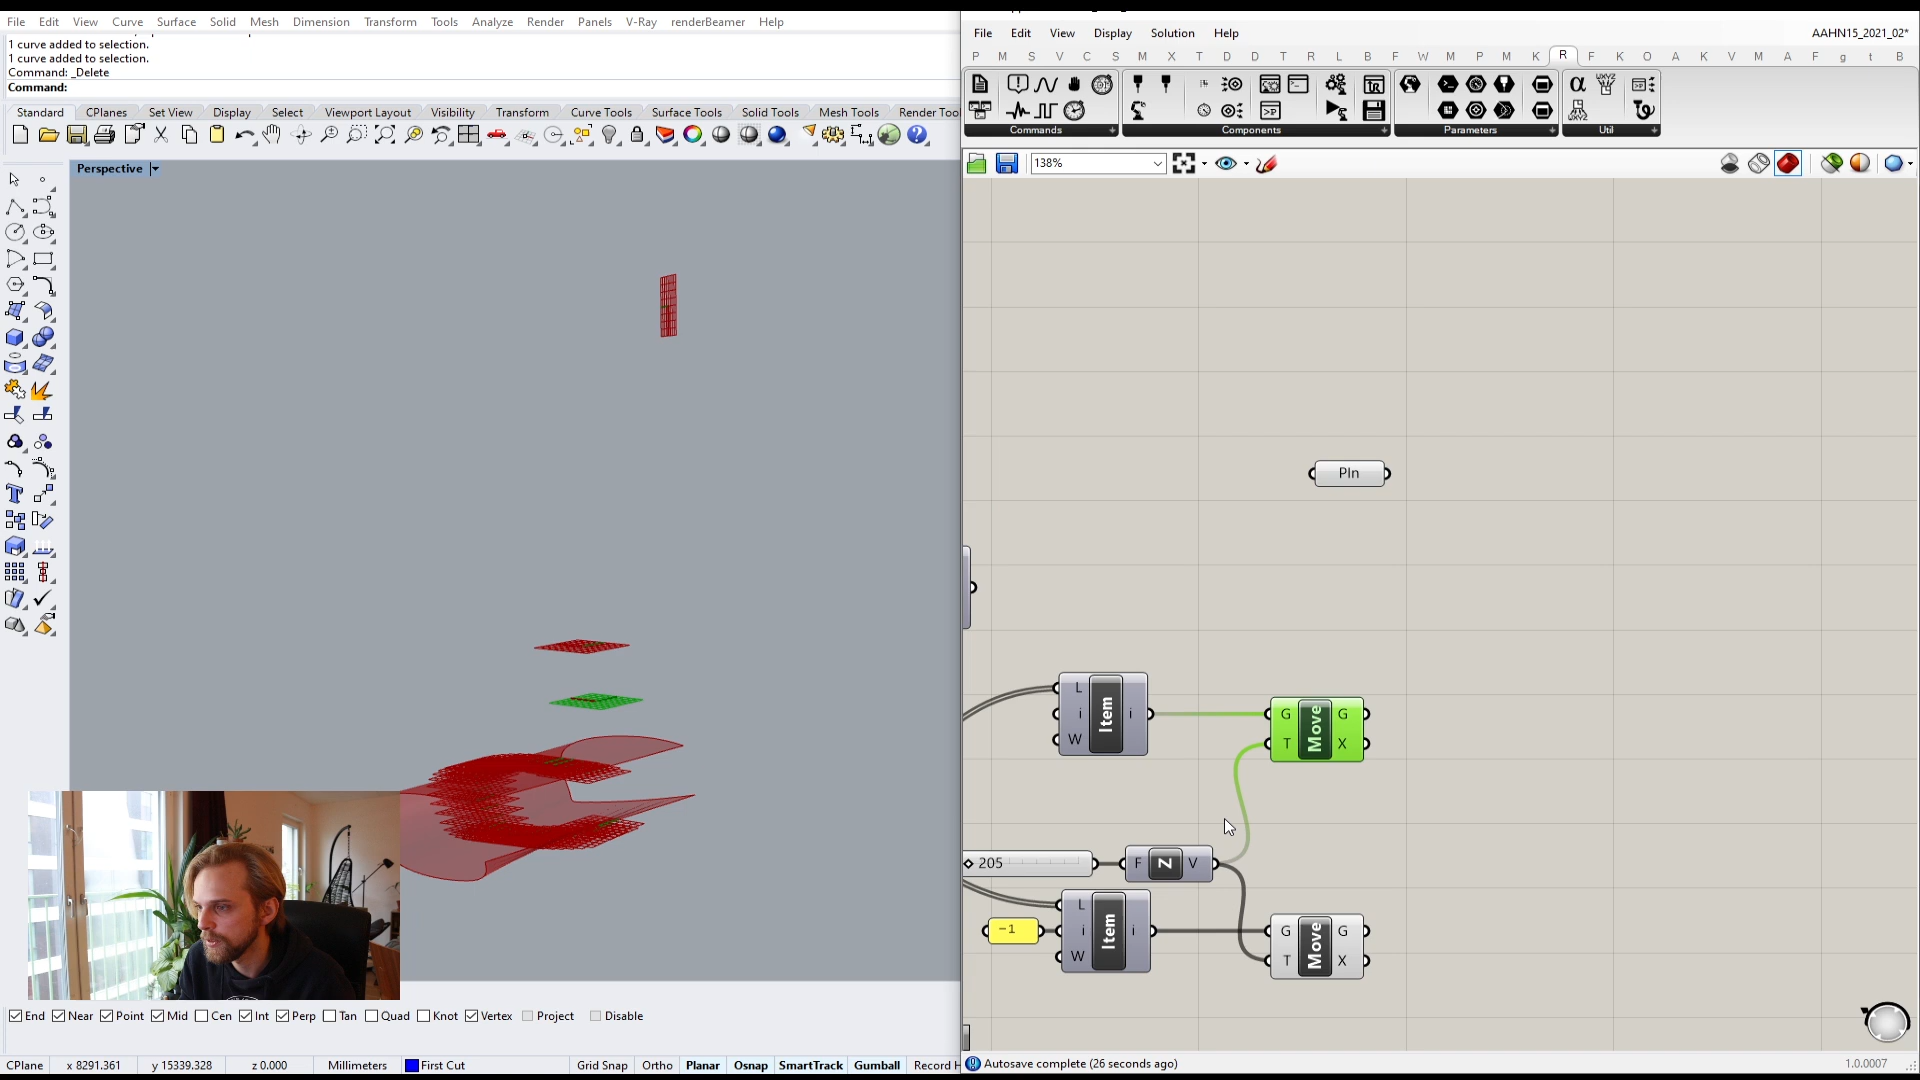 File Edit View Curve Surface Solid Mesh Dimension Transform Tools Analyze Render Panels V-Ray renderBeamer Help
1 curve added to selection.
1 curve added to selection.
Command: _Delete
Command:
Standard CPlanes Set View Display Select Viewport Layout Visibility Transform Curve Tools Surface Tools Solid Tools Mesh Tools Render Too
Perspective
End Near Point Mid Cen Int Perp Tan Quad Knot Vertex Project Disable
CPlane x 8291.361 y 15339.328 z 0.000 Millimeters First Cut Grid Snap Ortho Planar Osnap SmartTrack Gumball Record H
File Edit View Display Solution Help AAHN15_2021_02*
P M S V C S M X T D D T R L B F W M P M K R F K O A K V M A F g t B
Commands Components Parameters Util
138%
Pln
L i W Item i
G T Move G X
205 F Z V
-1 L i W Item i
G T Move G X
Autosave complete (26 seconds ago) 1.0.0007